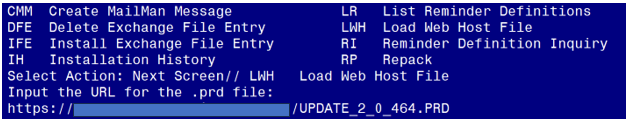 CMM  Create MailMan Message            LR   List Reminder Definitions
DFE  Delete Exchange File Entry        LWH  Load Web Host File
IFE  Install Exchange File Entry       RI   Reminder Definition Inquiry
IH   Installation History              RP   Repack
Select Action: Next Screen// LWH   Load Web Host File
Input the URL for the .prd file:
https:// /UPDATE_2_0_464.PRD